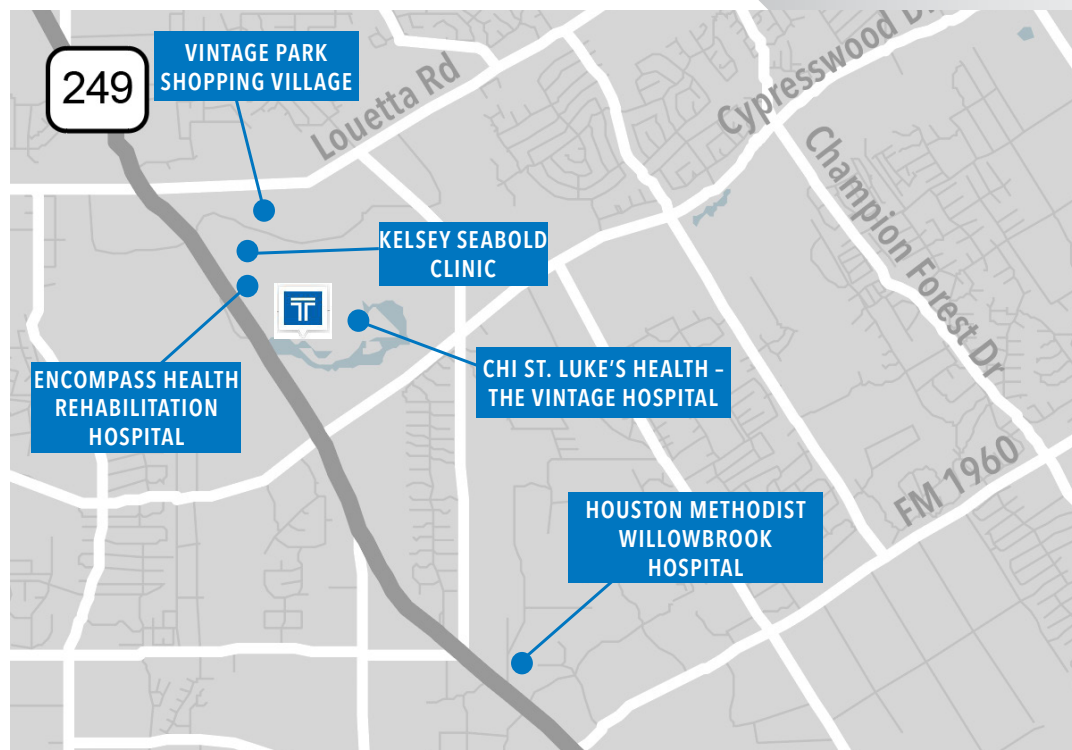 249
VINTAGE PARK
SHOPPING VILLAGE
Louetta Rd
Cypresswood Dr
Champion Forest Dr
KELSEY SEABOLD
CLINIC
ENCOMPASS HEALTH
REHABILITATION
HOSPITAL
CHI ST. LUKE'S HEALTH –
THE VINTAGE HOSPITAL
FM 1960
HOUSTON METHODIST
WILLOWBROOK
HOSPITAL